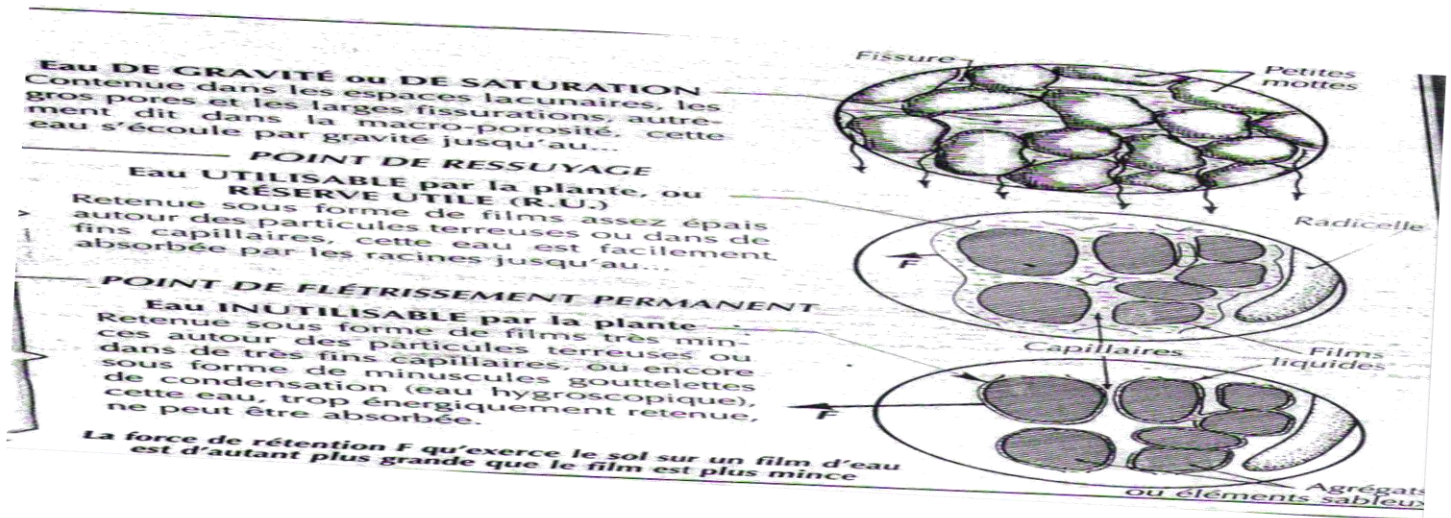 Eau DE GRAVITÉ ou DE SATURATION
Contenue dans les espaces lacunaires, les
gros pores et les larges fissurations, autre-
ment dit dans la macro-porosité, cette
eau s'écoule par gravité jusqu'au...
POINT DE RESSUYAGE
Eau UTILISABLE par la plante, ou
RÉSERVE UTILE (R.U.)
Retenue sous forme de films assez épais
autour des particules terreuses ou dans de
fins capillaires, cette eau est facilement
absorbée par les racines jusqu'au...
POINT DE FLÉTRISSEMENT PERMANENT
Eau INUTILISABLE par la plante
Retenue sous forme de films très min-
ces autour des particules terreuses ou
dans de très fins capillaires, ou encore
sous forme de minuscules gouttelettes
de condensation (eau hygroscopique),
cette eau, trop énergiquement retenue,
ne peut être absorbée.
La force de rétention F qu'exerce le sol sur un film d'eau
est d'autant plus grande que le film est plus mince
Fissure
Petites
mottes
Radicelle
F
Capillaires
Films
liquides
F
Agrégats
ou éléments sableux